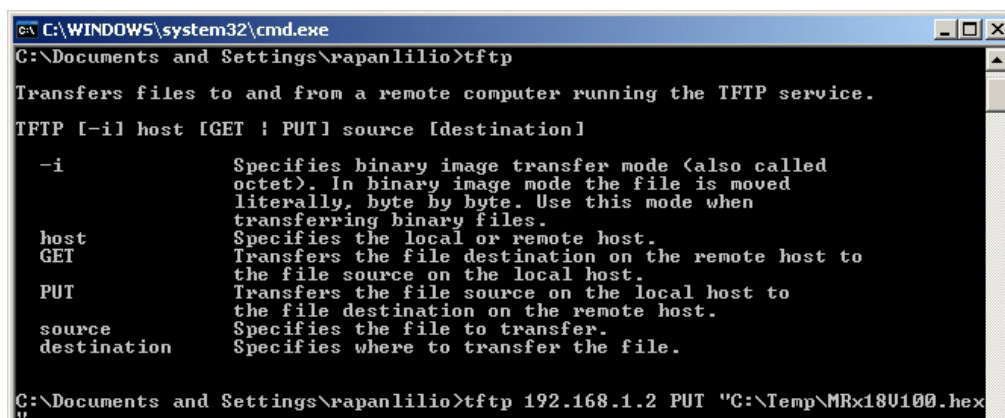 C:\WINDOWS\system32\cmd.exe
C:\Documents and Settings\rapanlilio>tftp
Transfers files to and from a remote computer running the TFTP service.
TFTP [-i] host [GET | PUT] source [destination]
-i Specifies binary image transfer mode (also called
octet). In binary image mode the file is moved
literally, byte by byte. Use this mode when
transferring binary files.
host Specifies the local or remote host.
GET Transfers the file destination on the remote host to
the file source on the local host.
PUT Transfers the file source on the local host to
the file destination on the remote host.
source Specifies the file to transfer.
destination Specifies where to transfer the file.
C:\Documents and Settings\rapanlilio>tftp 192.168.1.2 PUT "C:\Temp\MRx18V100.hex
"